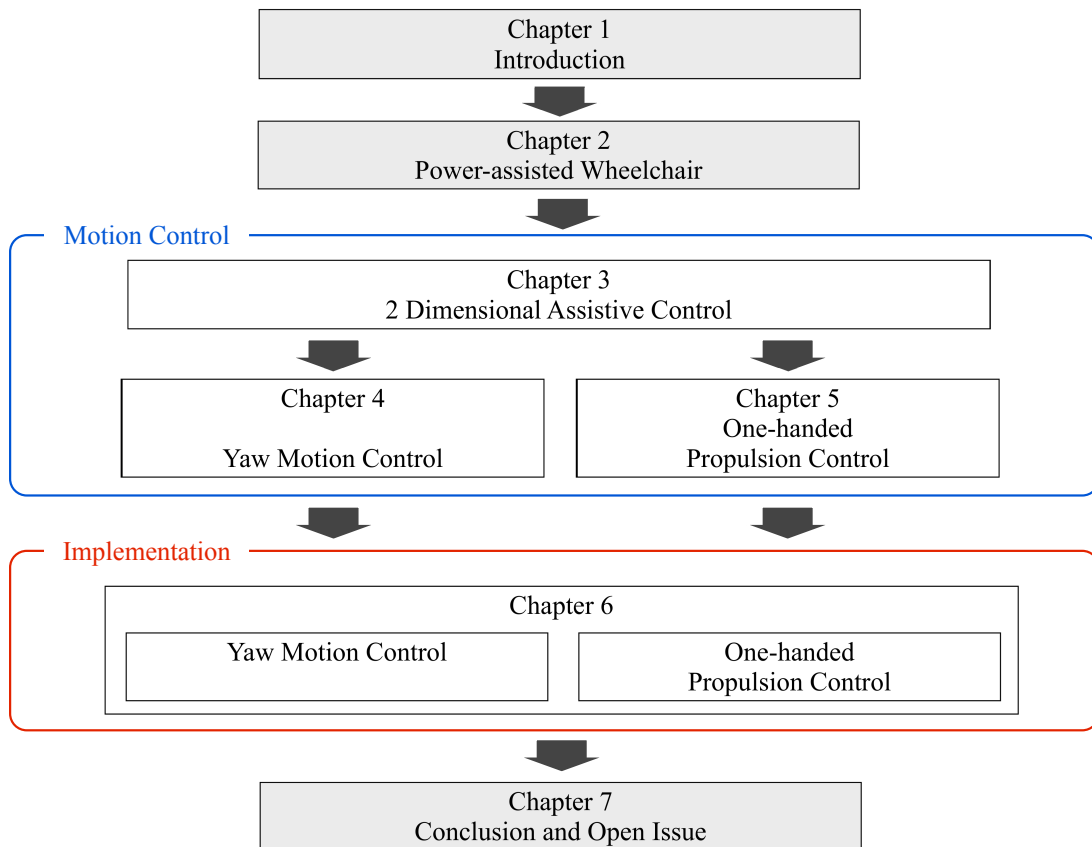 Chapter 1
Introduction
Chapter 2
Power-assisted Wheelchair
Motion Control
Chapter 3
2 Dimensional Assistive Control
Chapter 4
Yaw Motion Control
Chapter 5
One-handed
Propulsion Control
Implementation
Chapter 6
Yaw Motion Control
One-handed
Propulsion Control
Chapter 7
Conclusion and Open Issue